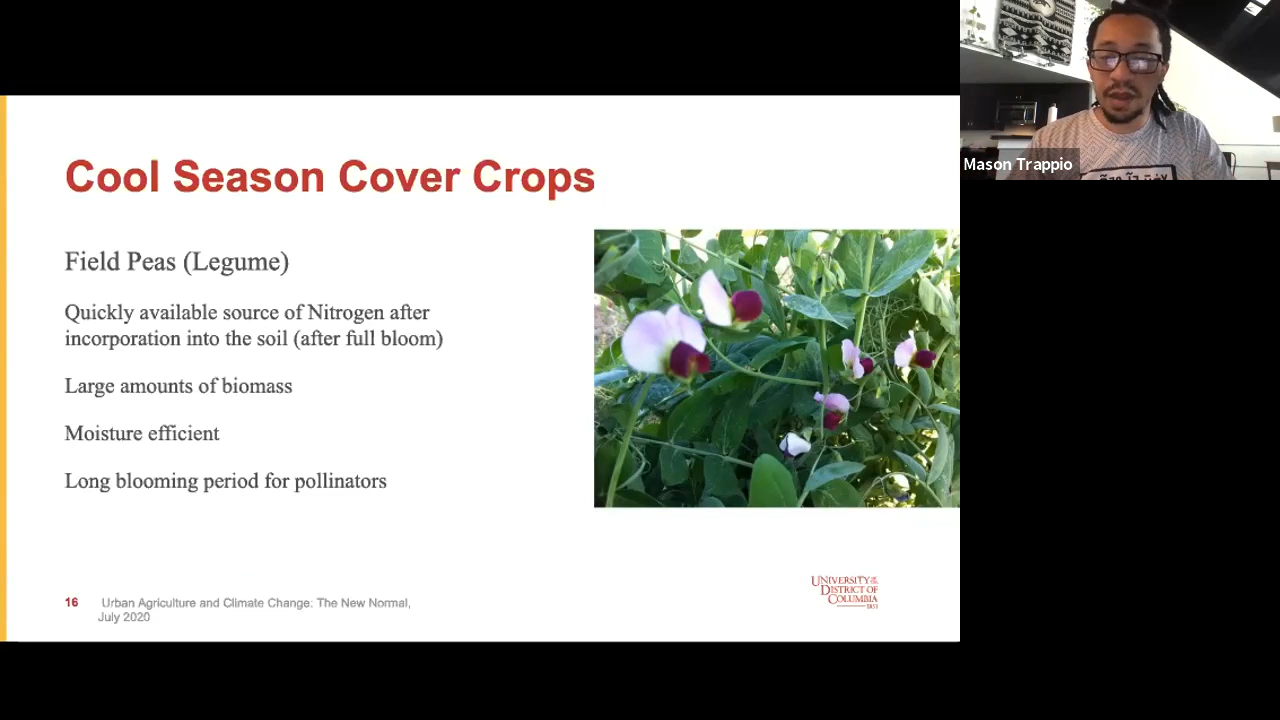 Cool Season Cover Crops
Field Peas (Legume)
Quickly available source of Nitrogen after
incorporation into the soil (after full bloom)
Large amounts of biomass
Moisture efficient
Long blooming period for pollinators
16 Urban Agriculture and Climate Change: The New Normal,
July 2020
UNIVERSITY OF THE
DISTRICT OF
COLUMBIA
1851
Mason Trappio